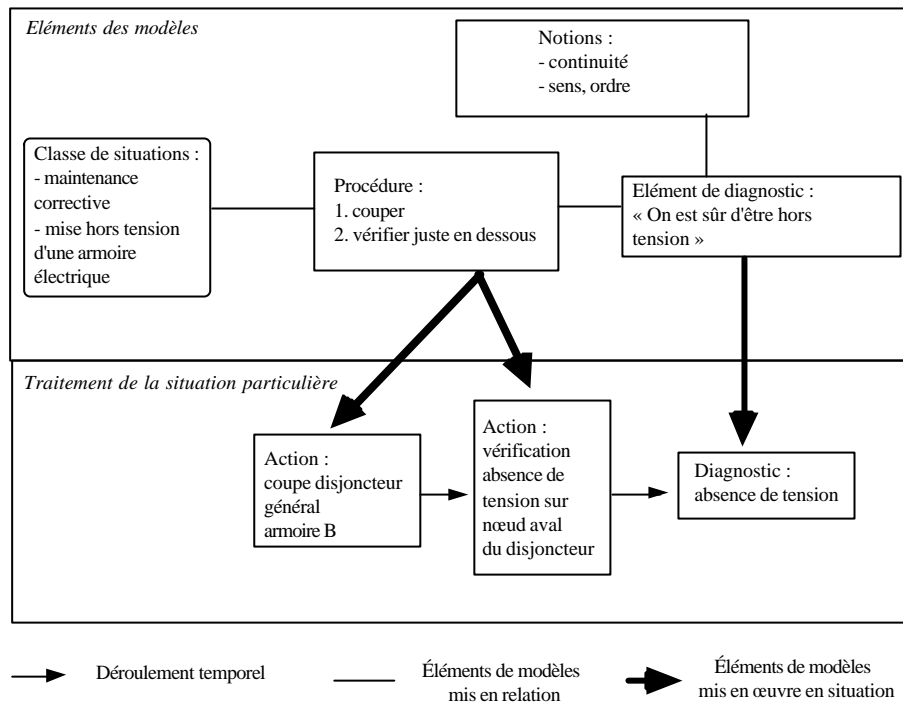 Eléments des modèles
Notions :
- continuité
- sens, ordre
Classe de situations :
- maintenance
corrective
- mise hors tension
d'une armoire
électrique
Procédure :
1. couper
2. vérifier juste en dessous
Elément de diagnostic :
« On est sûr d'être hors
tension »
Traitement de la situation particulière
Action :
coupe disjoncteur
général
armoire B
Action :
vérification
absence de
tension sur
nœud aval
du disjoncteur
Diagnostic :
absence de tension
Déroulement temporel
Éléments de modèles
mis en relation
Éléments de modèles
mis en œuvre en situation